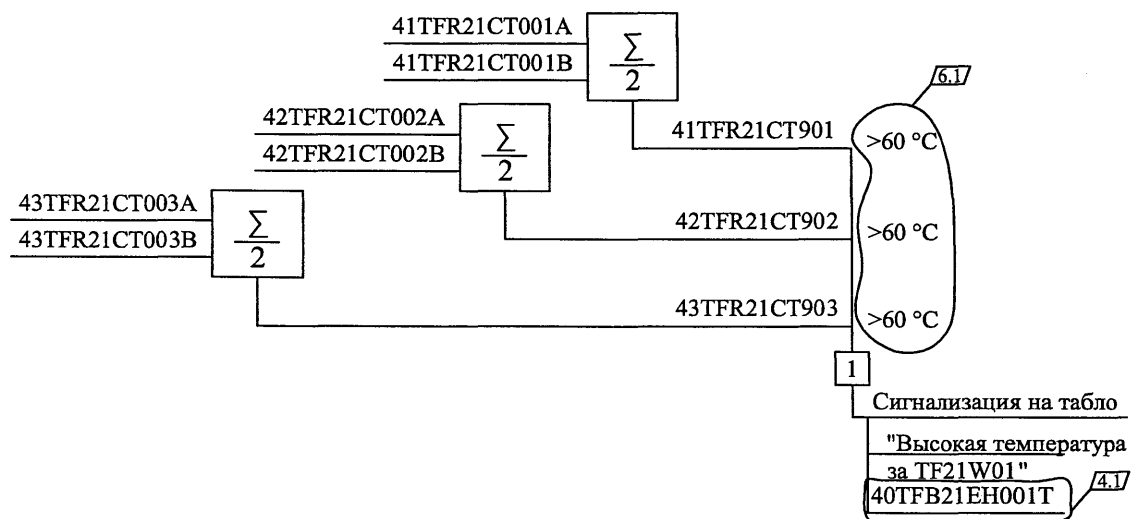 41TFR21CT001A
41TFR21CT001B
Σ
2
6.1
42TFR21CT002A
42TFR21CT002B
Σ
2
41TFR21CT901
>60 °C
43TFR21CT003A
43TFR21CT003B
Σ
2
42TFR21CT902
>60 °C
43TFR21CT903
>60 °C
1
Сигнализация на табло
"Высокая температура
за TF21W01"
40TFB21EH001T
4.1